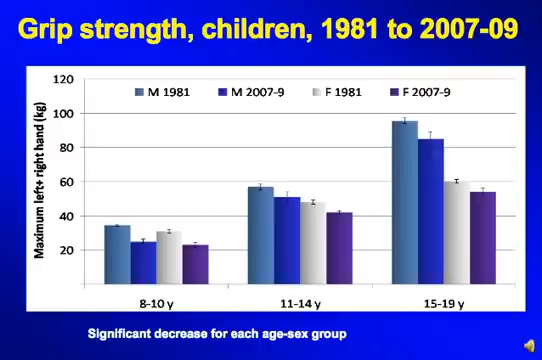 Grip strength, children, 1981 to 2007-09
Maximum left+ right hand (kg)
120
100
80
60
40
20
M 1981 M 2007-9 F 1981 F 2007-9
8-10 y 11-14 y 15-19 y
Significant decrease for each age-sex group